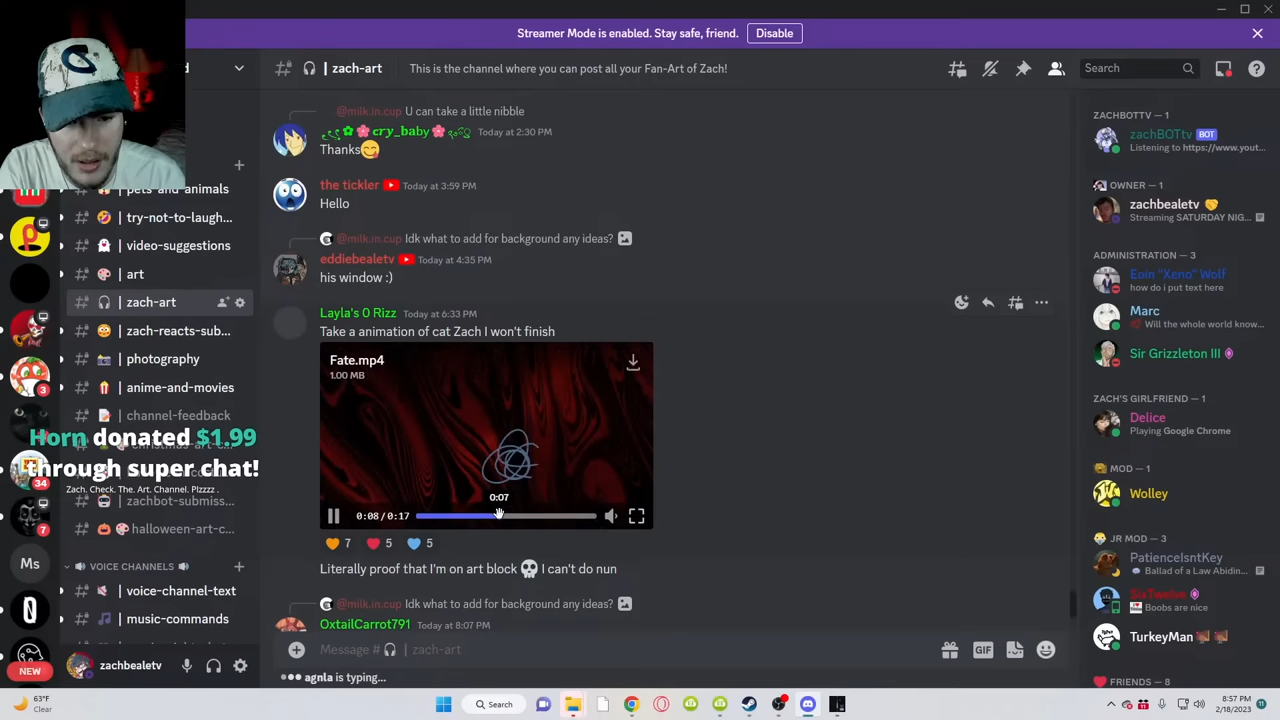 Streamer Mode is enabled. Stay safe, friend.
Disable
d
zach-art
This is the channel where you can post all your Fan-Art of Zach!
Search
@milk.in.cup U can take a little nibble
cry_baby Today at 2:30 PM
Thanks😋
the tickler Today at 3:59 PM
Hello
@milk.in.cup Idk what to add for background any ideas?
eddiebealetv Today at 4:35 PM
his window :)
Layla's O Rizz Today at 6:33 PM
Take a animation of cat Zach I won't finish
Fate.mp4
1.00 MB
0:07
0:08/0:17
7
5
5
Literally proof that I'm on art block 💀 I can't do nun
@milk.in.cup Idk what to add for background any ideas?
OxtailCarrot791 Today at 8:07 PM
Message # 🎧 | zach-art
GIF
agnla is typing...
pets-and-animals
| try-not-to-laugh...
| video-suggestions
| art
| zach-art
| zach-reacts-sub...
| photography
| anime-and-movies
| channel-feedback
Horn donated $1.99
through super chat!
Zach. Check. The. Art. Channel. Plzzzz .
| zachbot-submiss...
halloween-art-c...
VOICE CHANNELS
| voice-channel-text
| music-commands
3
34
7
Ms
NEW
zachbealetv
ZACHBOTTV — 1
zachBOTtv BOT
Listening to https://www.yout...
OWNER — 1
zachbealetv
Streaming SATURDAY NIG...
ADMINISTRATION — 3
Eoin "Xeno" Wolf
how do i put text here
Marc
Will the whole world know...
Sir Grizzleton III
ZACH'S GIRLFRIEND — 1
Delice
Playing Google Chrome
MOD — 1
Wolley
JR MOD — 3
PatienceIsntKey
Ballad of a Law Abidin...
SixTwelve
Boobs are nice
TurkeyMan
FRIENDS — 8
63°F
Clear
Search
8:57 PM
2/18/2023